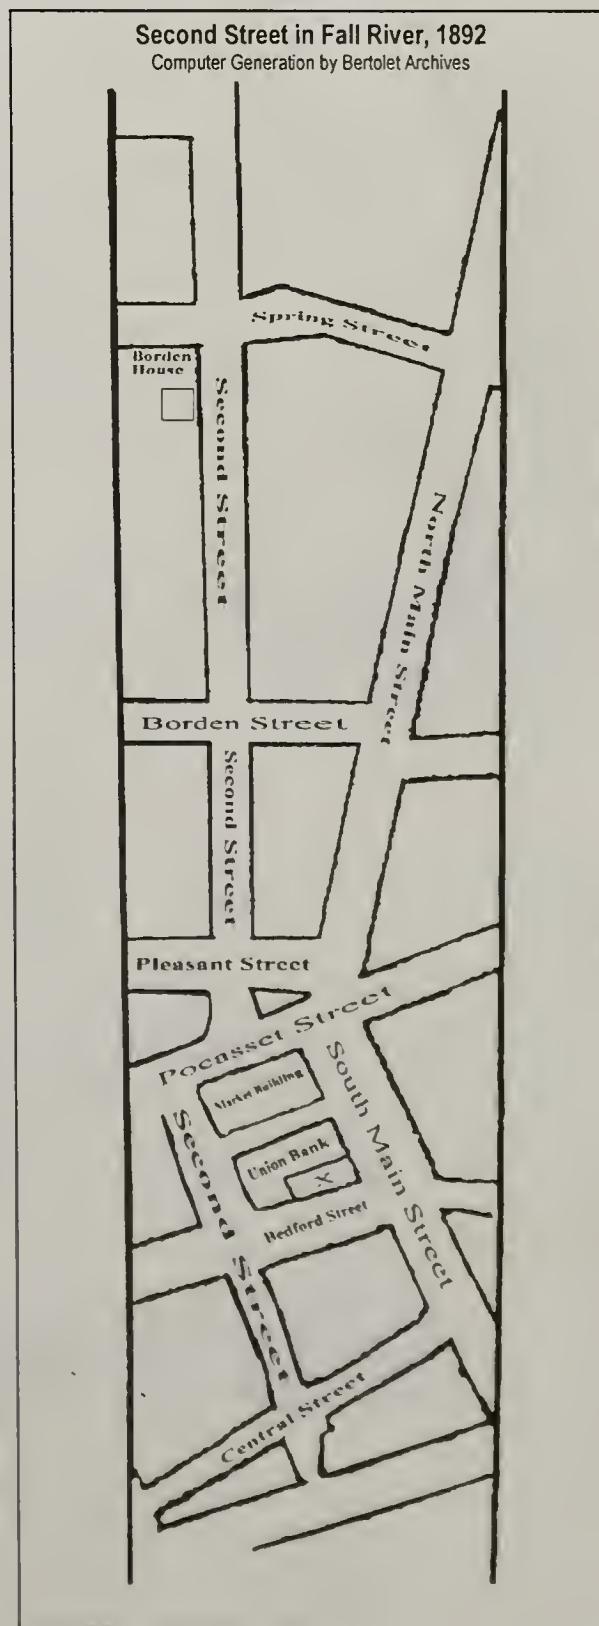 Second Street in Fall River, 1892
Computer Generation by Bertolet Archives
Spring Street
Borden
House
Second Street
North Main Street
Borden Street
Second Street
Pleasant Street
Pocasset Street
Market Building
South Main Street
Union Bank
X
Second Street
Bedford Street
Central Street